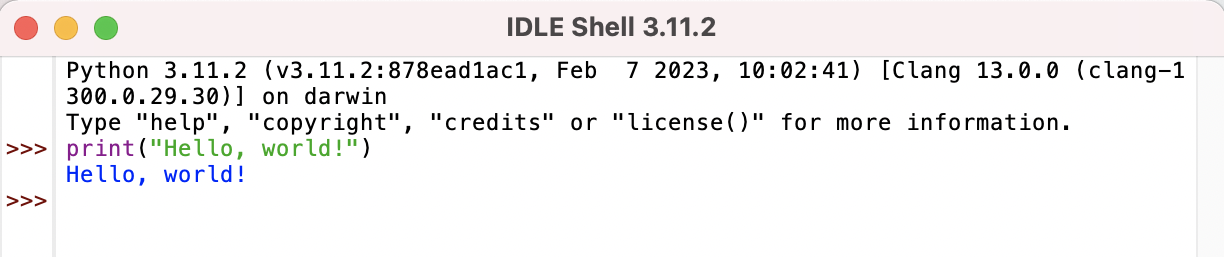 IDLE Shell 3.11.2
Python 3.11.2 (v3.11.2:878ead1ac1, Feb  7 2023, 10:02:41) [Clang 13.0.0 (clang-1
300.0.29.30)] on darwin
Type "help", "copyright", "credits" or "license()" for more information.
>>> print("Hello, world!")
Hello, world!
>>>